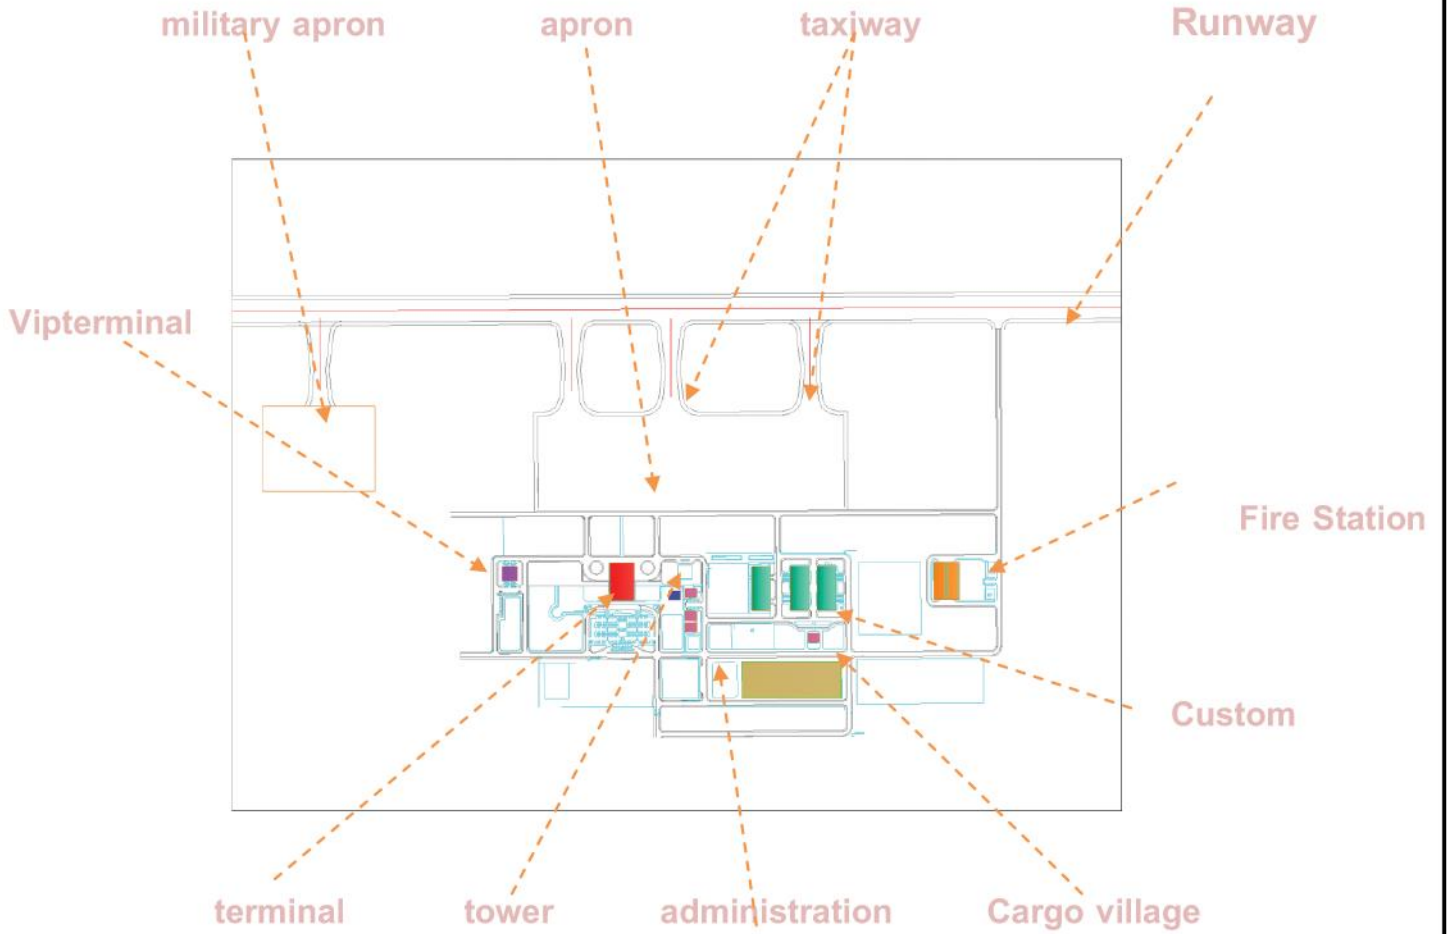 military apron
apron
taxiway
Runway
Vipterminal
Fire Station
Custom
terminal
tower
administration
Cargo village